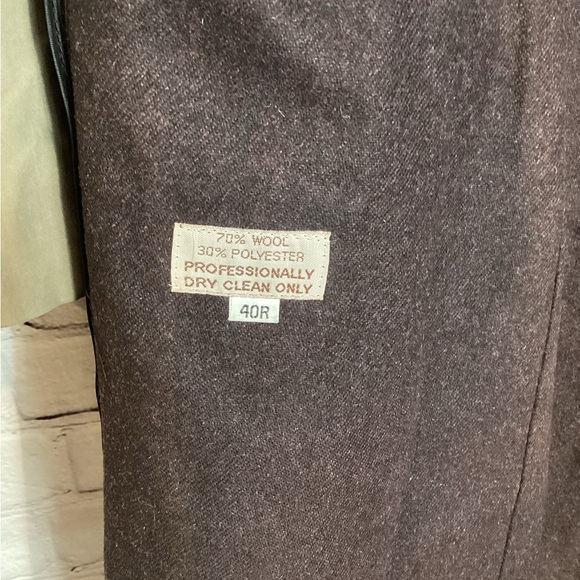 70% WOOL
30% POLYESTER
PROFESSIONALLY
DRY CLEAN ONLY
40R